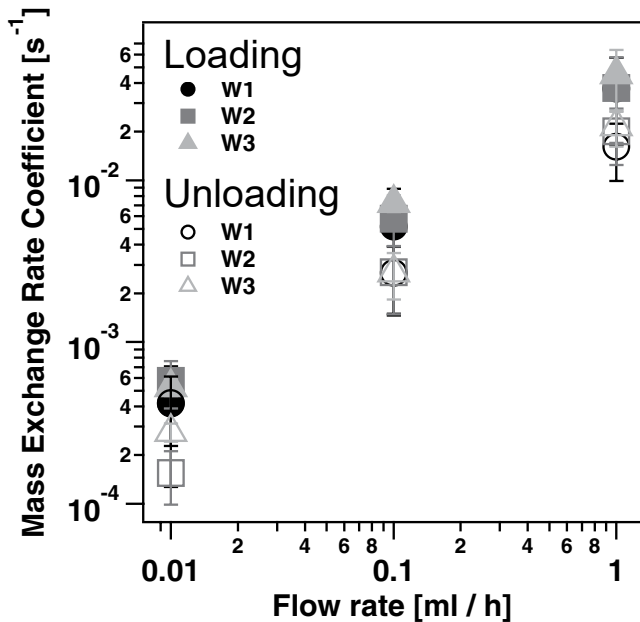 Mass Exchange Rate Coefficient [s⁻¹]
6
4
2
10⁻²
6
4
2
10⁻³
6
4
2
10⁻⁴
Loading
W1
W2
W3
Unloading
W1
W2
W3
2 4 6 8 2 4 6 8
0.01 0.1 1
Flow rate [ml / h]